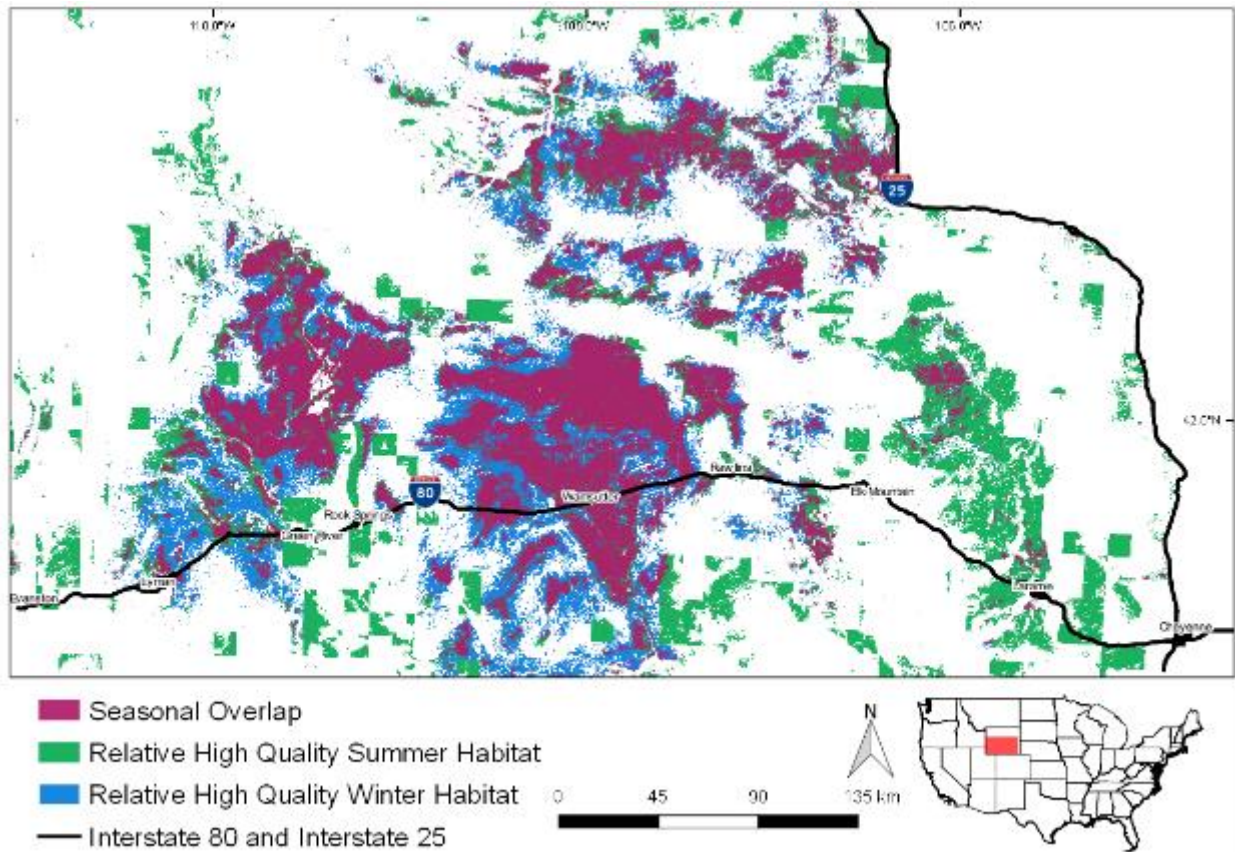 110.0°W
25
42.0°N
80
Rawlins
Wamsutter
Elk Mountain
Rock Springs
Green River
Lyman
Evanston
Laramie
Cheyenne
Seasonal Overlap
Relative High Quality Summer Habitat
Relative High Quality Winter Habitat
Interstate 80 and Interstate 25
N
0 45 90 135 km